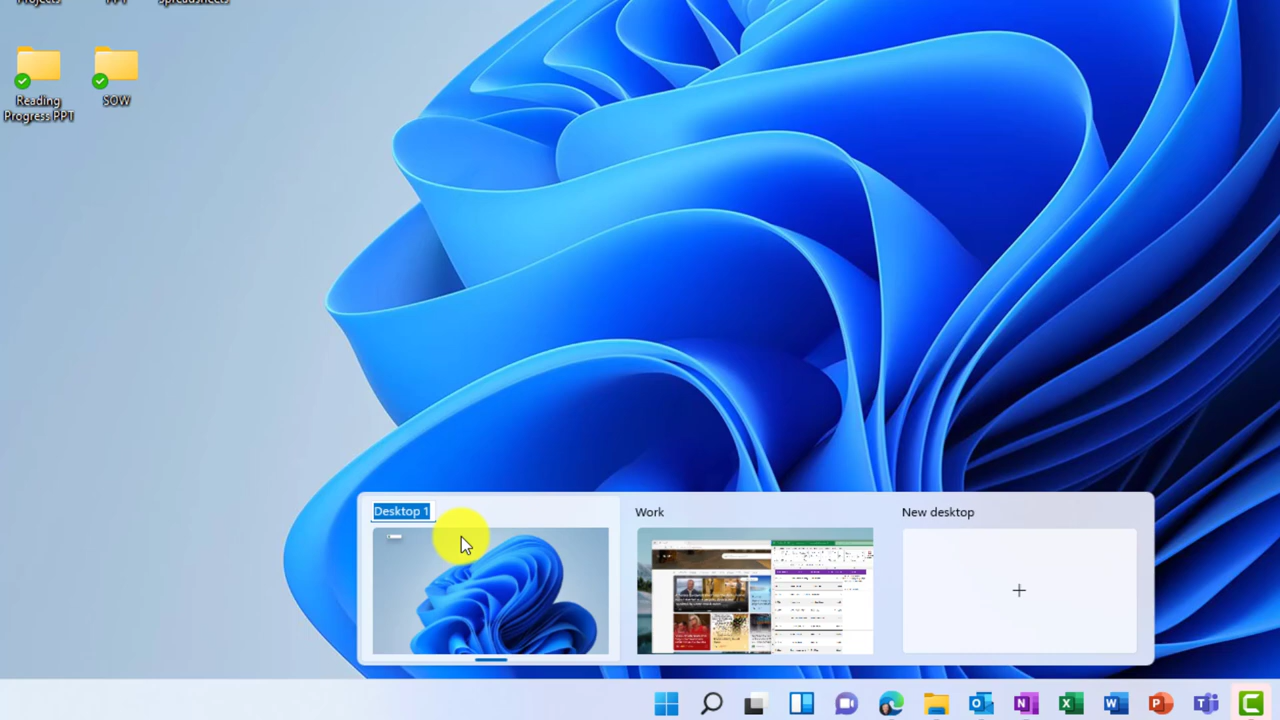 Projects PPT Spreadsheets
Reading
Progress PPT
SOW
Desktop 1
Work
New desktop